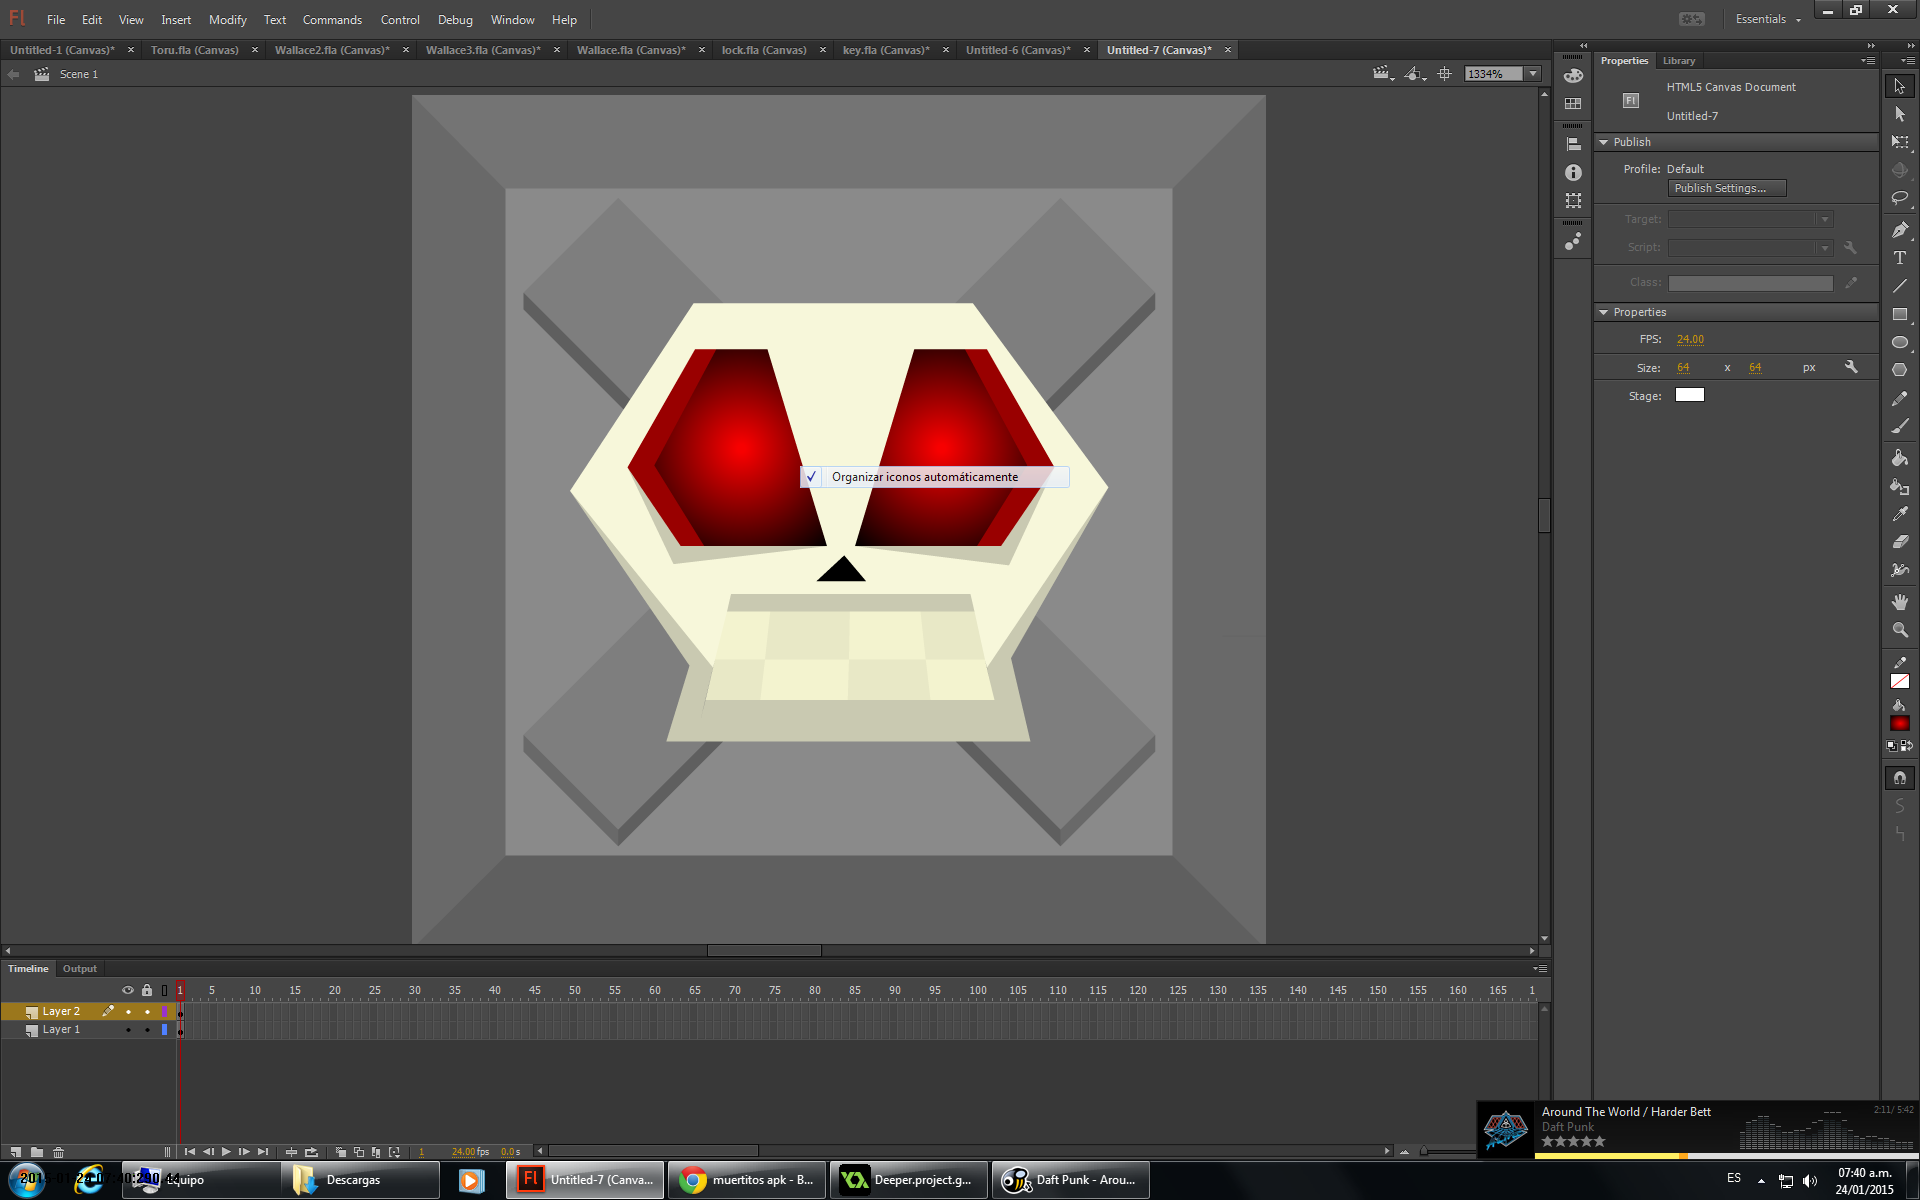 Fl File Edit View Insert Modify Text Commands Control Debug Window Help Essentials
Untitled-1 (Canvas)* Toru.fla (Canvas) Wallace2.fla (Canvas)* Wallace3.fla (Canvas)* Wallace.fla (Canvas)* lock.fla (Canvas) key.fla (Canvas)* Untitled-6 (Canvas)* Untitled-7 (Canvas)*
Scene 1
1334%
Properties Library
Fl
HTML5 Canvas Document
Untitled-7
Publish
Profile: Default
Publish Settings...
Target:
Script:
Class:
Properties
FPS: 24.00
Size: 64 x 64 px
Stage:
Organizar iconos automáticamente
Timeline Output
1 5 10 15 20 25 30 35 40 45 50 55 60 65 70 75 80 85 90 95 100 105 110 115 120 125 130 135 140 145 150 155 160 165 1
Layer 2
Layer 1
1 24.00 fps 0.0 s
Around The World / Harder Bett
2:11 / 5:42
Daft Punk
Equipo
Descargas
Fl Untitled-7 (Canva...
muertitos apk - B...
Deeper.project.g...
Daft Punk - Arou...
ES
07:40 a.m.
24/01/2015